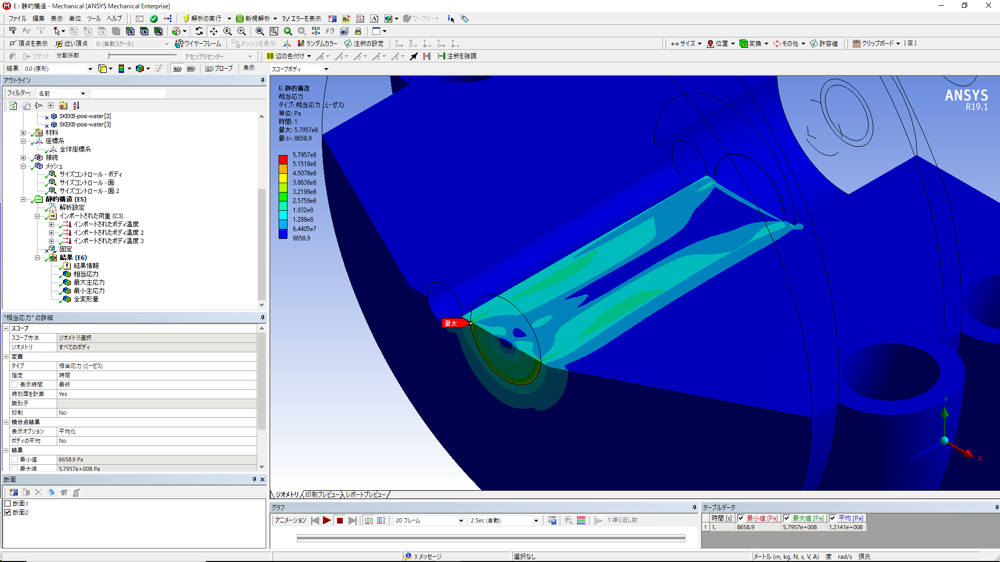 E : 静的構造 - Mechanical [ANSYS Mechanical Enterprise]
ファイル 編集 表示 単位 ツール ヘルプ 解析の実行 新規解析 エラーを表示 ワークシート
頂点を表示 近い頂点 0. (自動スケール) ワイヤーフレーム メッシュを表示 ランダムカラー 注釈の設定 サイズ 位置 変換 その他 許容値 クリップボード [ 空 ]
リセット 分割係数 アセンブリセンター 辺の色付け 注釈を強調
結果 0.0 (原形) MAX MIN プローブ 表示 スコープボディ
アウトライン
フィルター: 名前
SKEKB-posi-water[2]
SKEKB-posi-water[3]
材料
座標系
全体座標系
接続
メッシュ
サイズコントロール - ボディ
サイズコントロール - 面
サイズコントロール - 面 2
静的構造 (E5)
解析設定
インポートされた荷重 (C3)
インポートされたボディ温度
インポートされたボディ温度 2
インポートされたボディ温度 3
固定
結果 (E6)
結果情報
相当応力
最大主応力
最小主応力
全変形量
"相当応力" の詳細
スコープ
スコープ方法 ジオメトリ選択
ジオメトリ すべてのボディ
定義
タイプ 相当応力 (ミーゼス)
指定 時間
表示時間 最終
時刻歴を計算 Yes
識別子
抑制 No
積分点結果
表示オプション 平均化
ボディの平均 No
結果
最小値 8658.9 Pa
最大値 5.7957e+008 Pa
断面
断面1
断面2
E: 静的構造
相当応力
タイプ: 相当応力 (ミーゼス)
単位: Pa
時間: 1
最大: 5.7957e8
最小: 8658.9
5.7957e8
5.1518e8
4.5078e8
3.8638e8
3.2199e8
2.5759e8
1.932e8
1.288e8
6.4405e7
8658.9
ANSYS
R19.1
最大
Y
Z
X
ジオメトリ 印刷プレビュー レポートプレビュー
グラフ
アニメーション 20 フレーム 2 Sec (自動) 3 繰り返し数
テーブルデータ
時間 [s] 最小値 [Pa] 最大値 [Pa] 平均 [Pa]
1 1. 8658.9 5.7957e+008 1.2141e+008
3 メッセージ 選択なし メートル (m, kg, N, s, V, A) 度 rad/s 摂氏